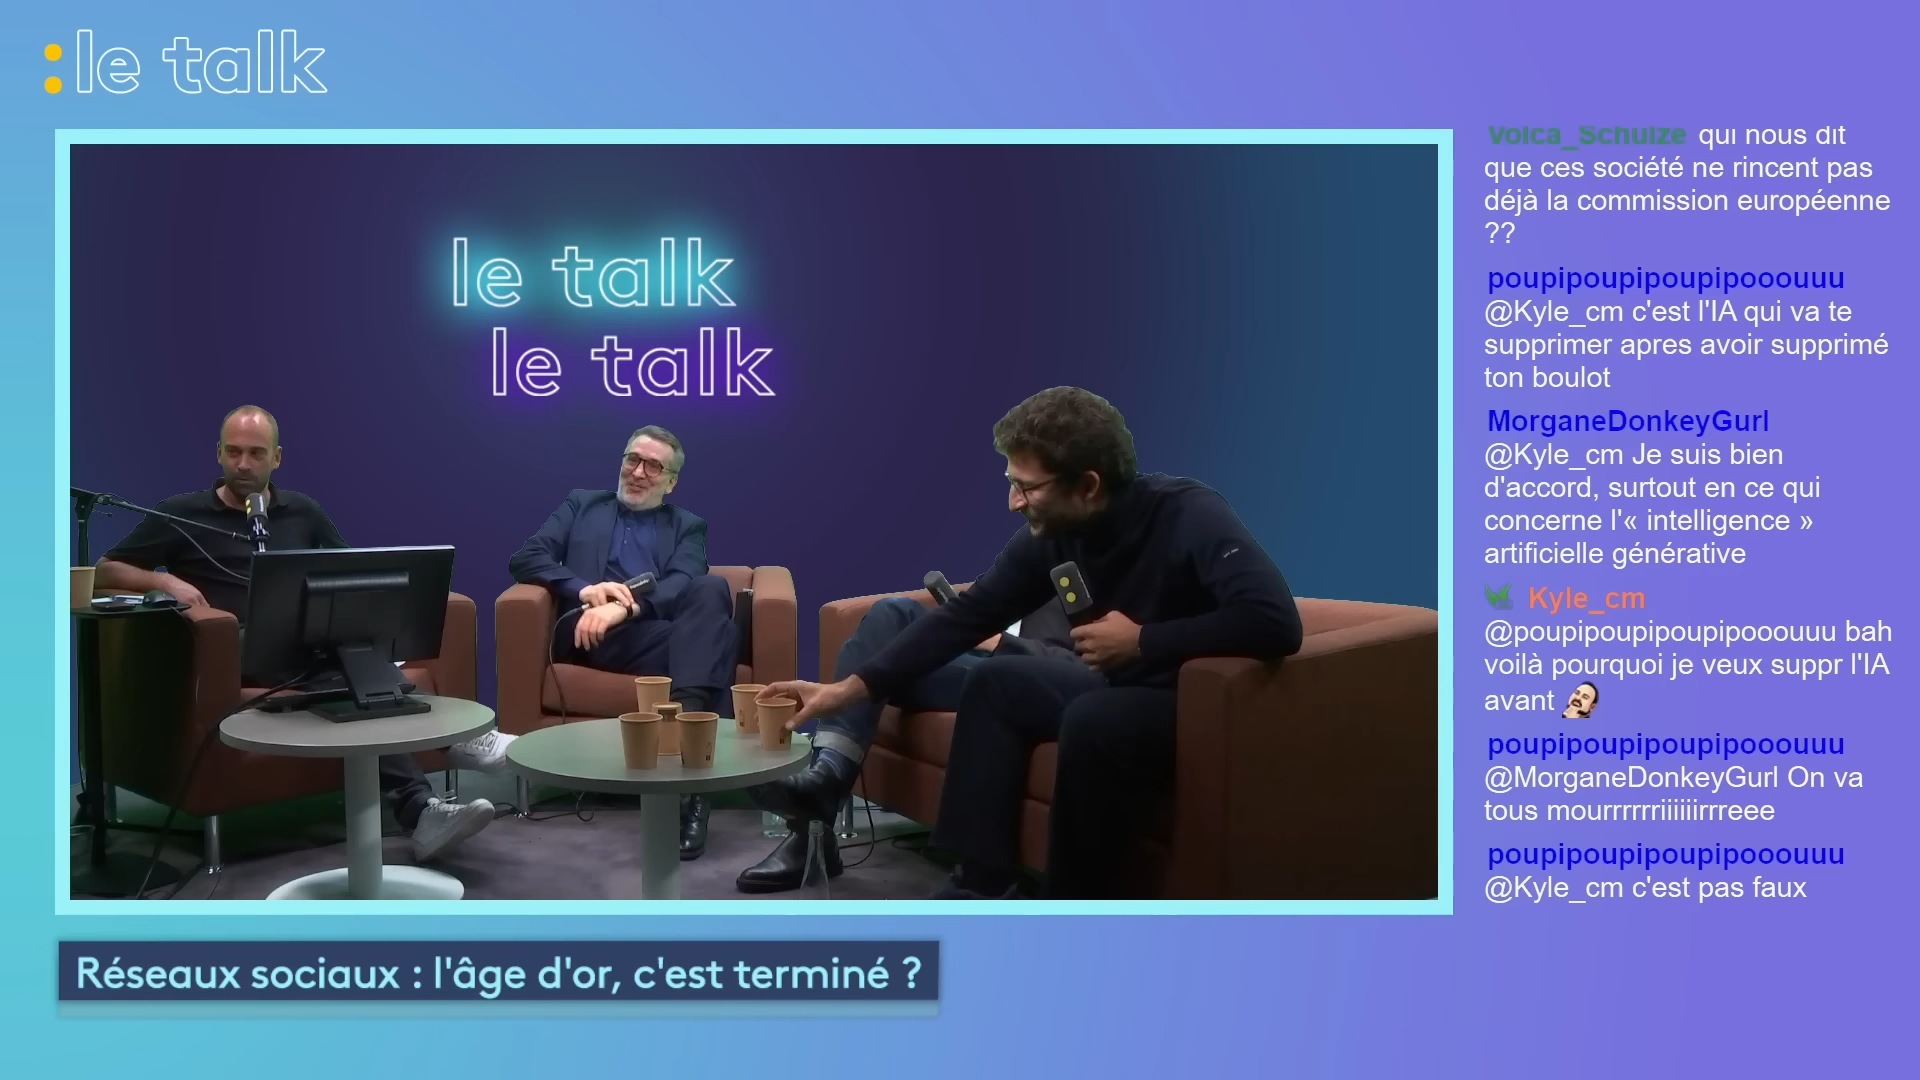 :le talk
le talk
le talk
Volca_Schulze qui nous dit
que ces société ne rincent pas
déjà la commission européenne
??
poupipoupipoupipooouuu
@Kyle_cm c'est l'IA qui va te
supprimer apres avoir supprimé
ton boulot
MorganeDonkeyGurl
@Kyle_cm Je suis bien
d'accord, surtout en ce qui
concerne l'« intelligence »
artificielle générative
Kyle_cm
@poupipoupipoupipooouuu bah
voilà pourquoi je veux suppr l'IA
avant
poupipoupipoupipooouuu
@MorganeDonkeyGurl On va
tous mourrrrrriiiiiirrreee
poupipoupipoupipooouuu
@Kyle_cm c'est pas faux
Réseaux sociaux : l'âge d'or, c'est terminé ?